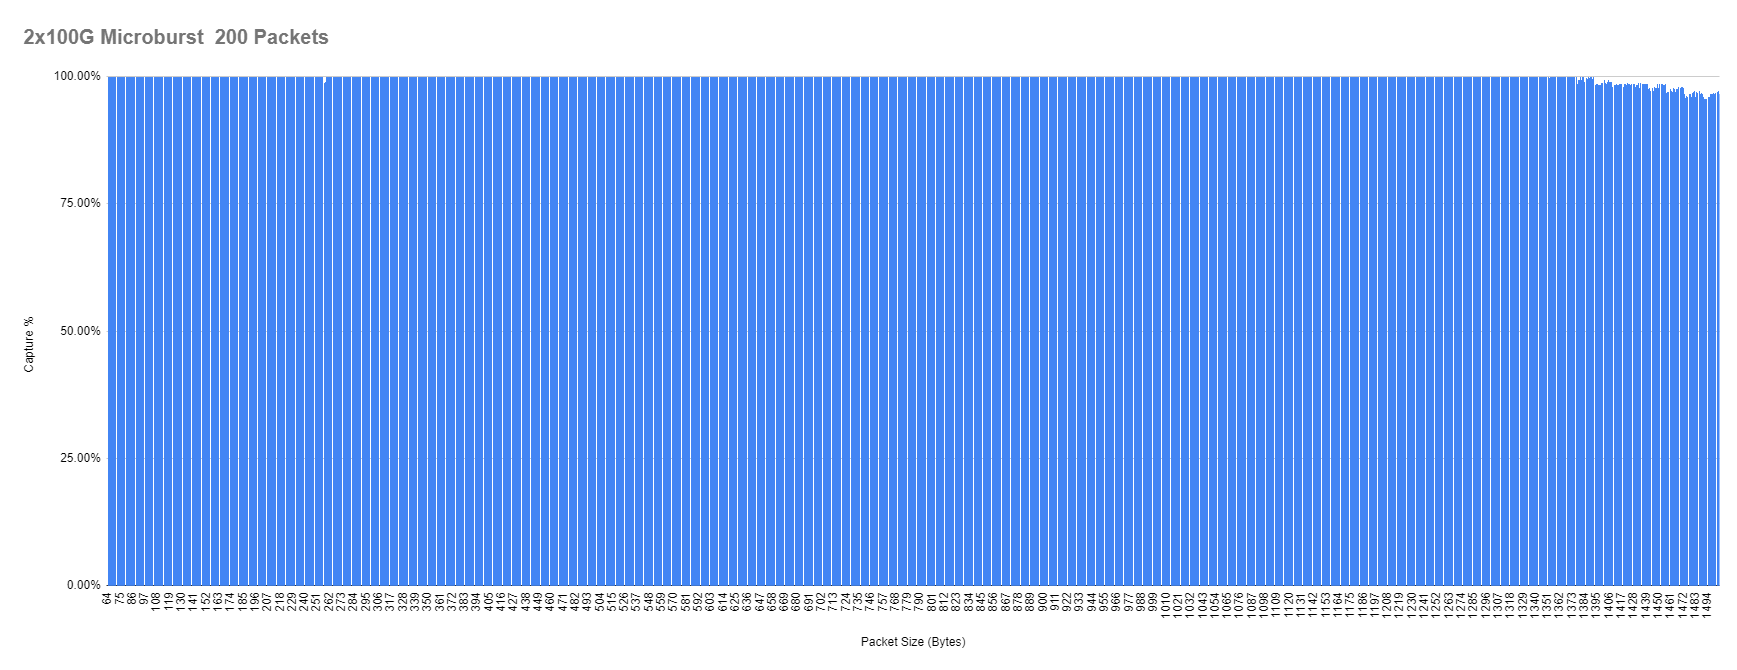 2x100G Microburst  200 Packets
100.00%
75.00%
50.00%
25.00%
0.00%
Capture %
64 75 86 97 108 119 130 141 152 163 174 185 196 207 218 229 240 251 262 273 284 295 306 317 328 339 350 361 372 383 394 405 416 427 438 449 460 471 482 493 504 515 526 537 548 559 570 581 592 603 614 625 636 647 658 669 680 691 702 713 724 735 746 757 768 779 790 801 812 823 834 845 856 867 878 889 900 911 922 933 944 955 966 977 988 999 1010 1021 1032 1043 1054 1065 1076 1087 1098 1109 1120 1131 1142 1153 1164 1175 1186 1197 1208 1219 1230 1241 1252 1263 1274 1285 1296 1307 1318 1329 1340 1351 1362 1373 1384 1395 1406 1417 1428 1439 1450 1461 1472 1483 1494
Packet Size (Bytes)